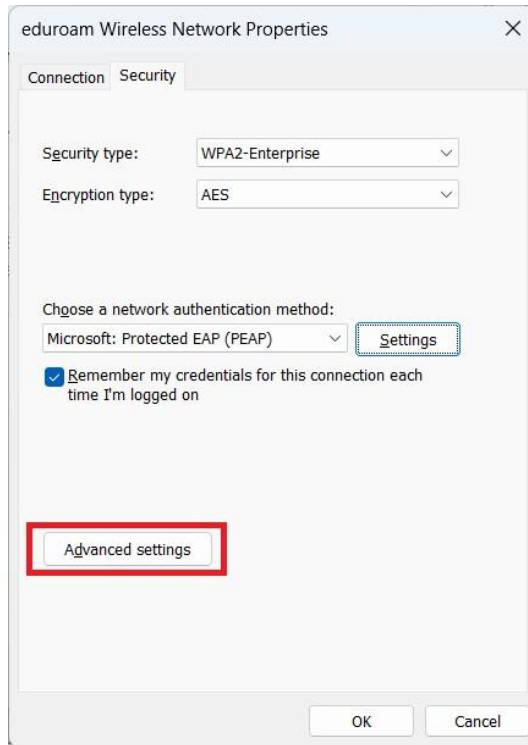 eduroam Wireless Network Properties
Connection Security
Security type: WPA2-Enterprise
Encryption type: AES
Choose a network authentication method:
Microsoft: Protected EAP (PEAP) Settings
Remember my credentials for this connection each
time I'm logged on
Advanced settings
OK Cancel